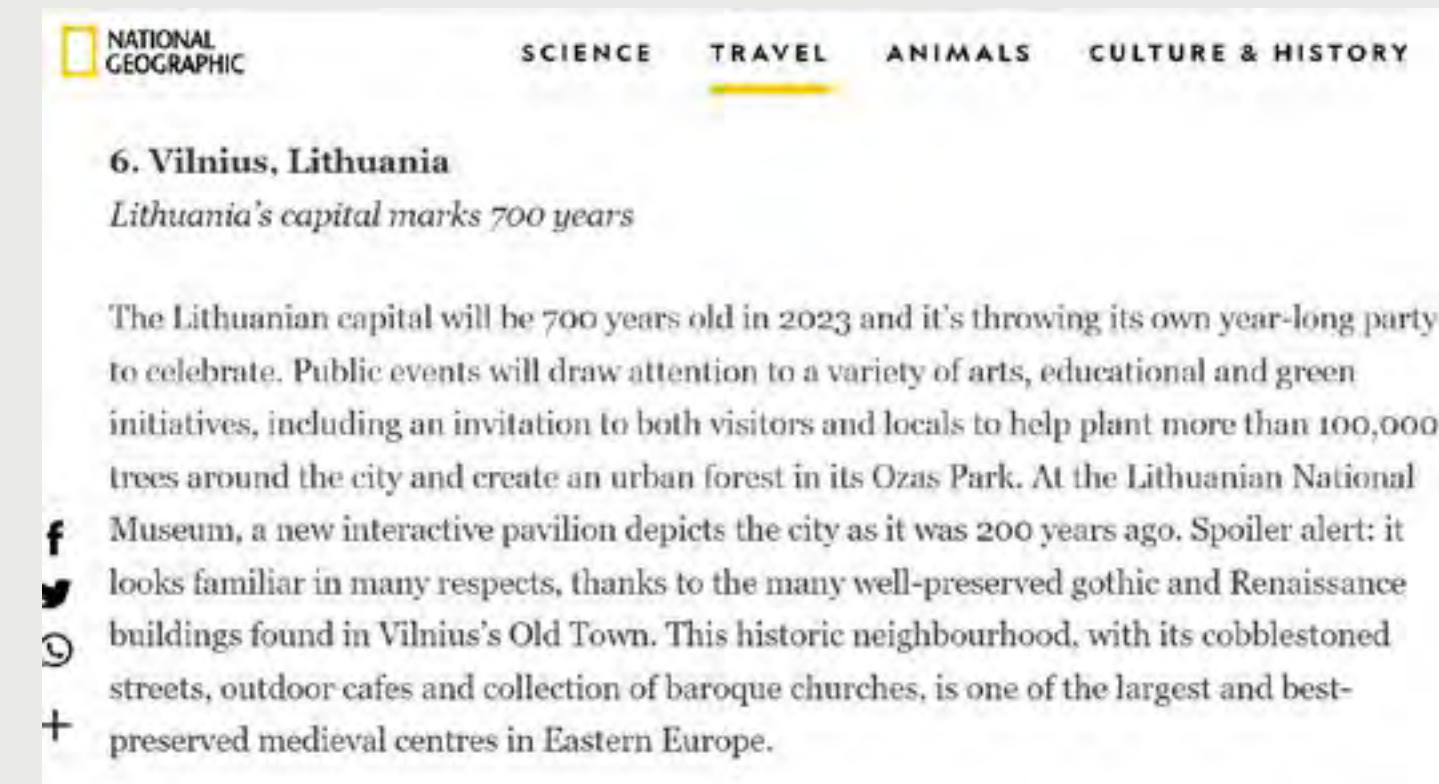 NATIONAL
GEOGRAPHIC
SCIENCE TRAVEL ANIMALS CULTURE & HISTORY
6. Vilnius, Lithuania
Lithuania's capital marks 700 years
The Lithuanian capital will be 700 years old in 2023 and it's throwing its own year-long party
to celebrate. Public events will draw attention to a variety of arts, educational and green
initiatives, including an invitation to both visitors and locals to help plant more than 100,000
trees around the city and create an urban forest in its Ozas Park. At the Lithuanian National
Museum, a new interactive pavilion depicts the city as it was 200 years ago. Spoiler alert: it
looks familiar in many respects, thanks to the many well-preserved gothic and Renaissance
buildings found in Vilnius's Old Town. This historic neighbourhood, with its cobblestoned
streets, outdoor cafes and collection of baroque churches, is one of the largest and best-
preserved medieval centres in Eastern Europe.